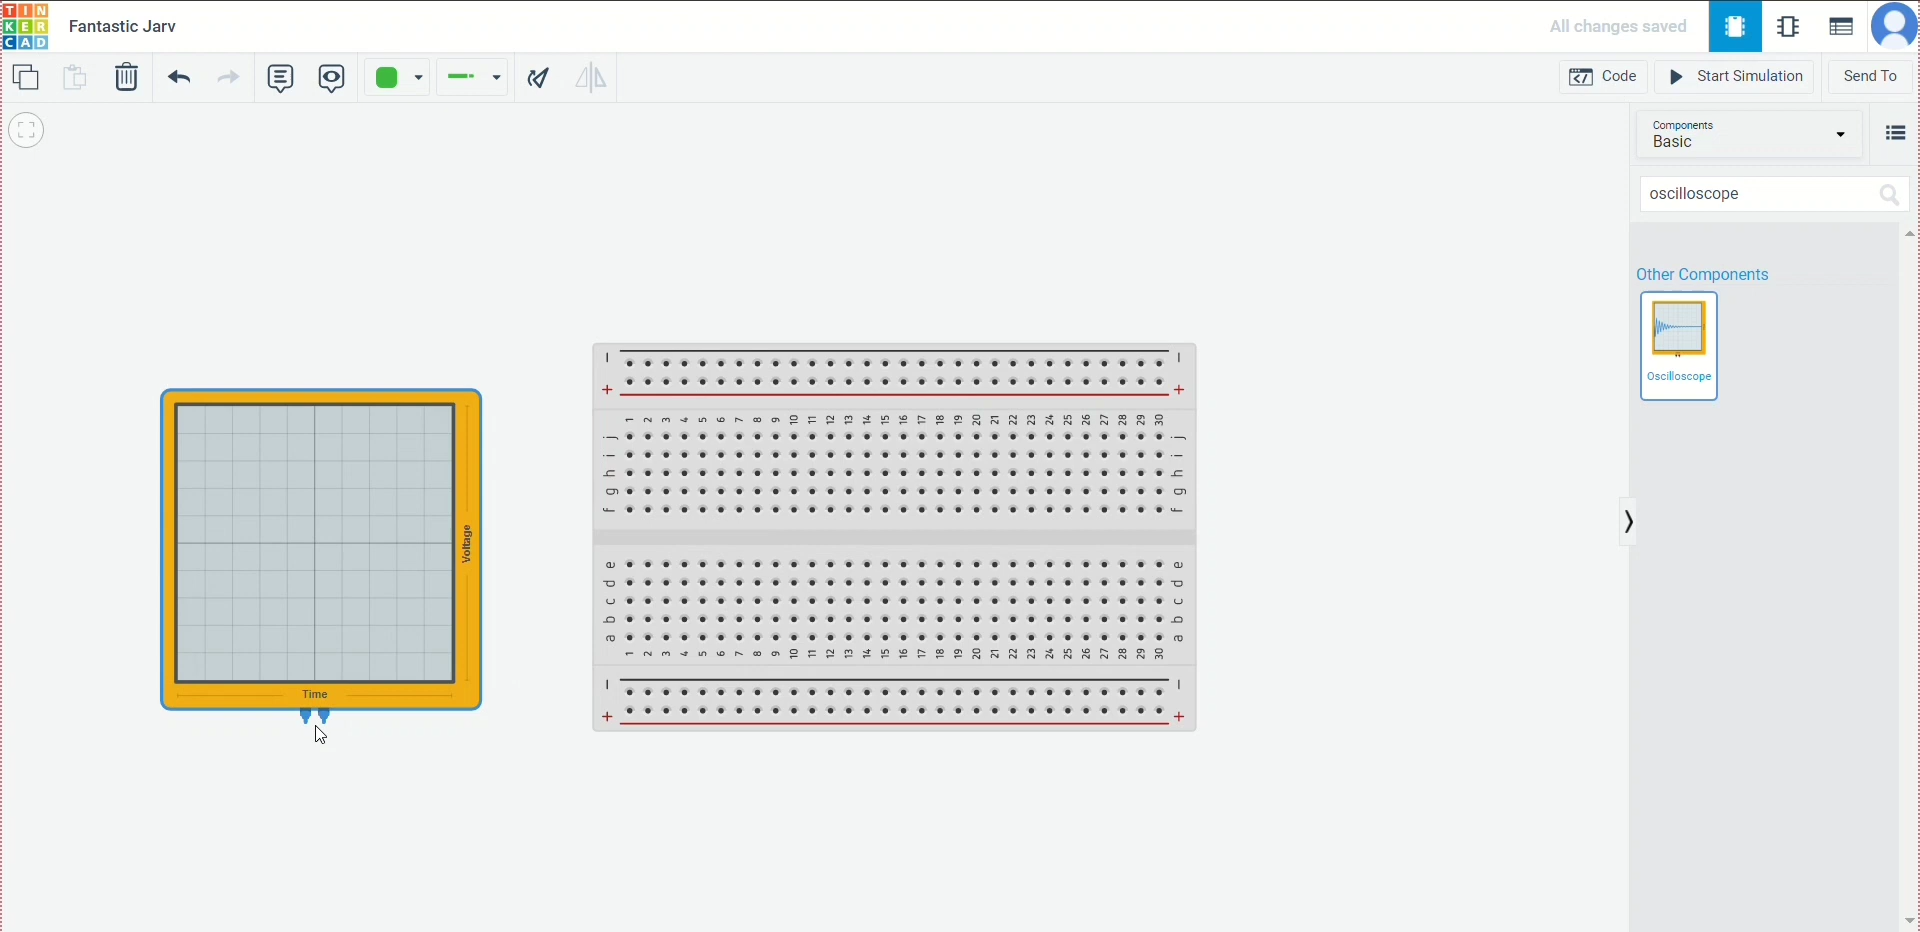 TIN
KER
CAD
Fantastic Jarv
All changes saved
Code
Start Simulation
Send To
Components
Basic
oscilloscope
Other Components
Oscilloscope
Voltage
Time
− −
+ +
1 2 3 4 5 6 7 8 9 10 11 12 13 14 15 16 17 18 19 20 21 22 23 24 25 26 27 28 29 30
j j
i i
h h
g g
f f
e e
d d
c c
b b
a a
1 2 3 4 5 6 7 8 9 10 11 12 13 14 15 16 17 18 19 20 21 22 23 24 25 26 27 28 29 30
− −
+ +